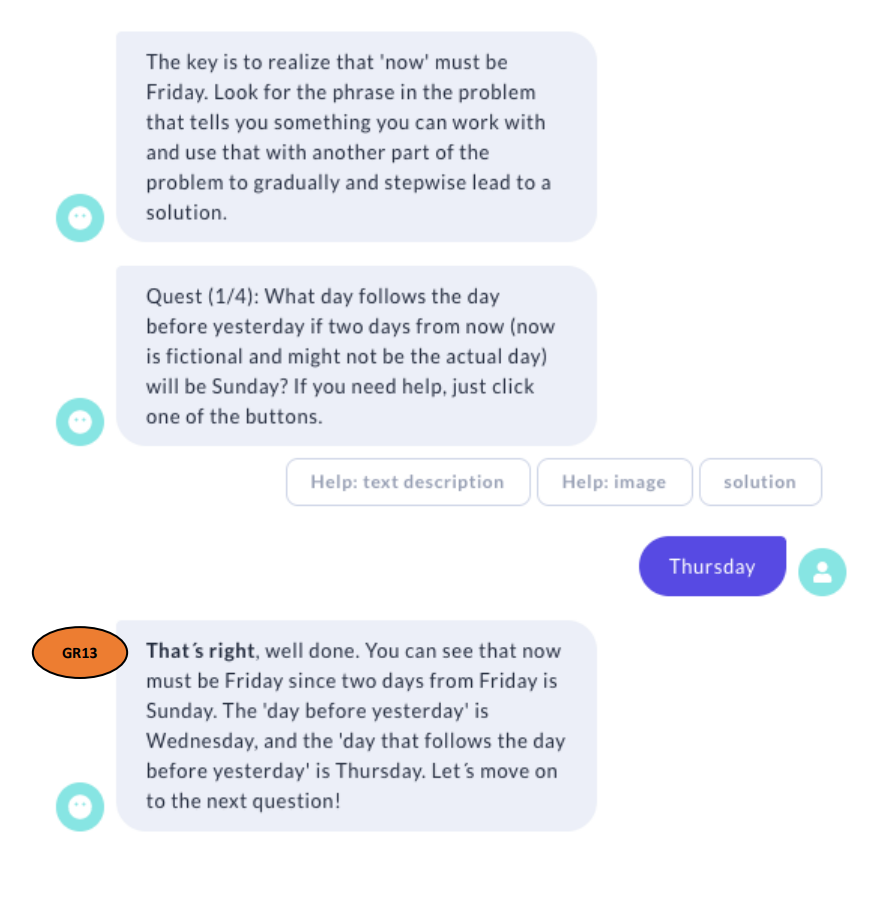 The key is to realize that 'now' must be
Friday. Look for the phrase in the problem
that tells you something you can work with
and use that with another part of the
problem to gradually and stepwise lead to a
solution.
Quest (1/4): What day follows the day
before yesterday if two days from now (now
is fictional and might not be the actual day)
will be Sunday? If you need help, just click
one of the buttons.
Help: text description
Help: image
solution
Thursday
GR13
That´s right, well done. You can see that now
must be Friday since two days from Friday is
Sunday. The 'day before yesterday' is
Wednesday, and the 'day that follows the day
before yesterday' is Thursday. Let´s move on
to the next question!